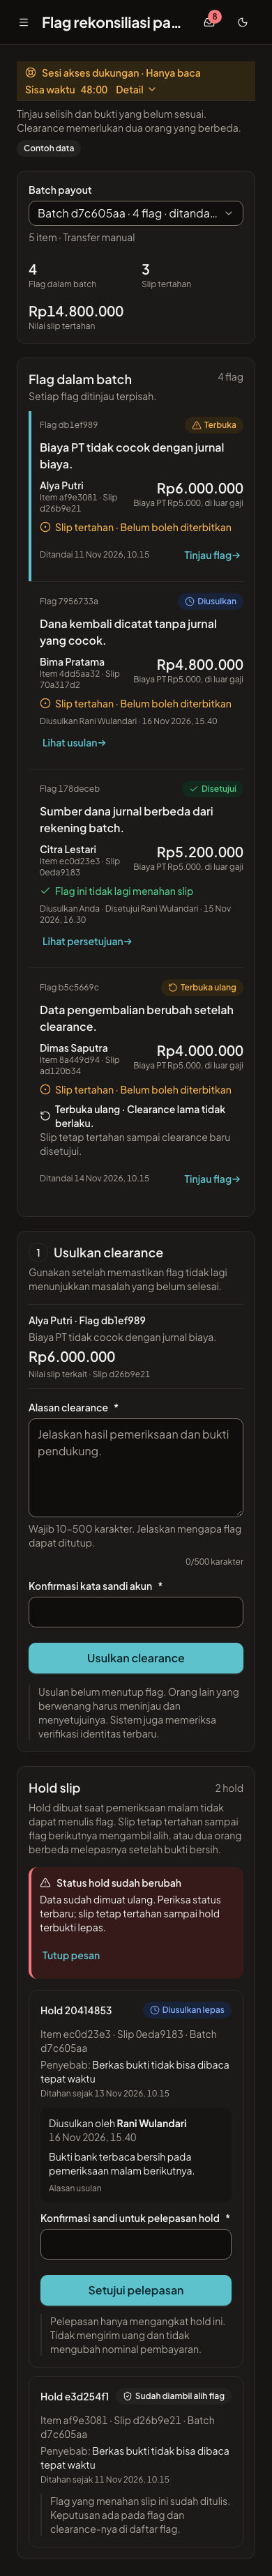 Flag rekonsiliasi pa...
8
Sesi akses dukungan · Hanya baca
Sisa waktu 48:00 Detail
Tinjau selisih dan bukti yang belum sesuai.
Clearance memerlukan dua orang yang berbeda.
Contoh data
Batch payout
Batch d7c605aa · 4 flag · ditanda...
5 item · Transfer manual
4
Flag dalam batch
3
Slip tertahan
Rp14.800.000
Nilai slip tertahan
Flag dalam batch
4 flag
Setiap flag ditinjau terpisah.
Flag db1ef989
Terbuka
Biaya PT tidak cocok dengan jurnal
biaya.
Alya Putri
Item af9e3081 · Slip
d26b9e21
Rp6.000.000
Biaya PT Rp5.000, di luar gaji
Slip tertahan · Belum boleh diterbitkan
Ditandai 11 Nov 2026, 10.15
Tinjau flag→
Flag 7956733a
Diusulkan
Dana kembali dicatat tanpa jurnal
yang cocok.
Bima Pratama
Item 4dd5aa32 · Slip
70a317d2
Rp4.800.000
Biaya PT Rp5.000, di luar gaji
Slip tertahan · Belum boleh diterbitkan
Diusulkan Rani Wulandari · 16 Nov 2026, 15.40
Lihat usulan→
Flag 178deceb
Disetujui
Sumber dana jurnal berbeda dari
rekening batch.
Citra Lestari
Item ec0d23e3 · Slip
0eda9183
Rp5.200.000
Biaya PT Rp5.000, di luar gaji
Flag ini tidak lagi menahan slip
Diusulkan Anda · Disetujui Rani Wulandari · 15 Nov
2026, 16.30
Lihat persetujuan→
Flag b5c5669c
Terbuka ulang
Data pengembalian berubah setelah
clearance.
Dimas Saputra
Item 8a449d94 · Slip
ad120b34
Rp4.000.000
Biaya PT Rp5.000, di luar gaji
Slip tertahan · Belum boleh diterbitkan
Terbuka ulang · Clearance lama tidak
berlaku.
Slip tetap tertahan sampai clearance baru
disetujui.
Ditandai 14 Nov 2026, 10.15
Tinjau flag→
1 Usulkan clearance
Gunakan setelah memastikan flag tidak lagi
menunjukkan masalah yang belum selesai.
Alya Putri · Flag db1ef989
Biaya PT tidak cocok dengan jurnal biaya.
Rp6.000.000
Nilai slip terkait · Slip d26b9e21
Alasan clearance *
Jelaskan hasil pemeriksaan dan bukti
pendukung.
Wajib 10–500 karakter. Jelaskan mengapa flag
dapat ditutup.
0/500 karakter
Konfirmasi kata sandi akun *
Usulkan clearance
Usulan belum menutup flag. Orang lain yang
berwenang harus meninjau dan
menyetujuinya. Sistem juga memeriksa
verifikasi identitas terbaru.
Hold slip
2 hold
Hold dibuat saat pemeriksaan malam tidak
dapat menulis flag. Slip tetap tertahan sampai
flag berikutnya mengambil alih, atau dua orang
berbeda melepasnya setelah bukti bersih.
Status hold sudah berubah
Data sudah dimuat ulang. Periksa status
terbaru; slip tetap tertahan sampai hold
terbukti lepas.
Tutup pesan
Hold 20414853
Diusulkan lepas
Item ec0d23e3 · Slip 0eda9183 · Batch
d7c605aa
Penyebab: Berkas bukti tidak bisa dibaca
tepat waktu
Ditahan sejak 13 Nov 2026, 10.15
Diusulkan oleh Rani Wulandari
16 Nov 2026, 15.40
Bukti bank terbaca bersih pada
pemeriksaan malam berikutnya.
Alasan usulan
Konfirmasi sandi untuk pelepasan hold *
Setujui pelepasan
Pelepasan hanya mengangkat hold ini.
Tidak mengirim uang dan tidak
mengubah nominal pembayaran.
Hold e3d254f1
Sudah diambil alih flag
Item af9e3081 · Slip d26b9e21 · Batch
d7c605aa
Penyebab: Berkas bukti tidak bisa dibaca
tepat waktu
Ditahan sejak 11 Nov 2026, 10.15
Flag yang menahan slip ini sudah ditulis.
Keputusan ada pada flag dan
clearance-nya di daftar flag.